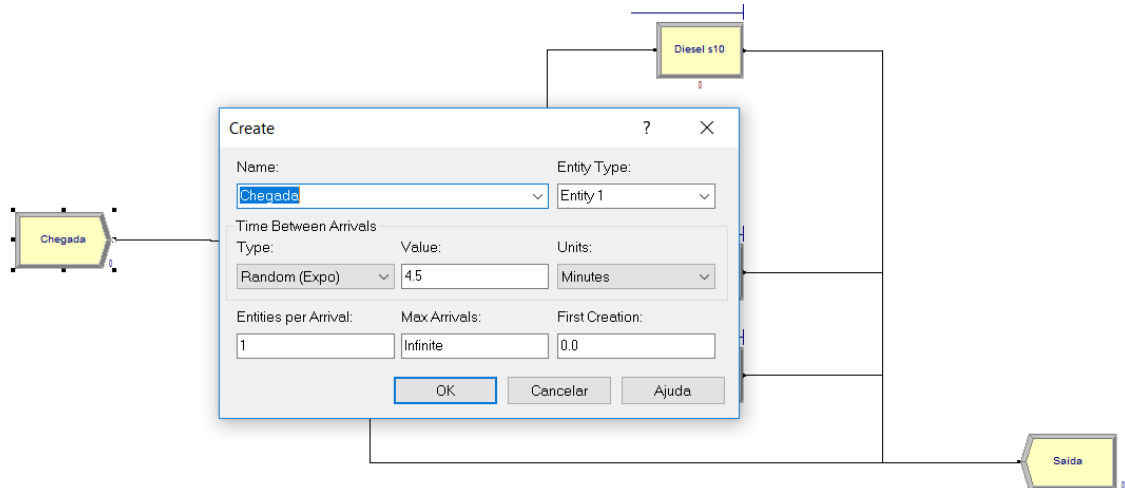 Diesel s10
0
Create
?
Name:
Entity Type:
Chegada
Entity 1
Time Between Arrivals
Type:
Value:
Units:
Random (Expo)
4.5
Minutes
Entities per Arrival:
Max Arrivals:
First Creation:
1
Infinite
0.0
OK
Cancelar
Ajuda
Chegada
0
Saida
0